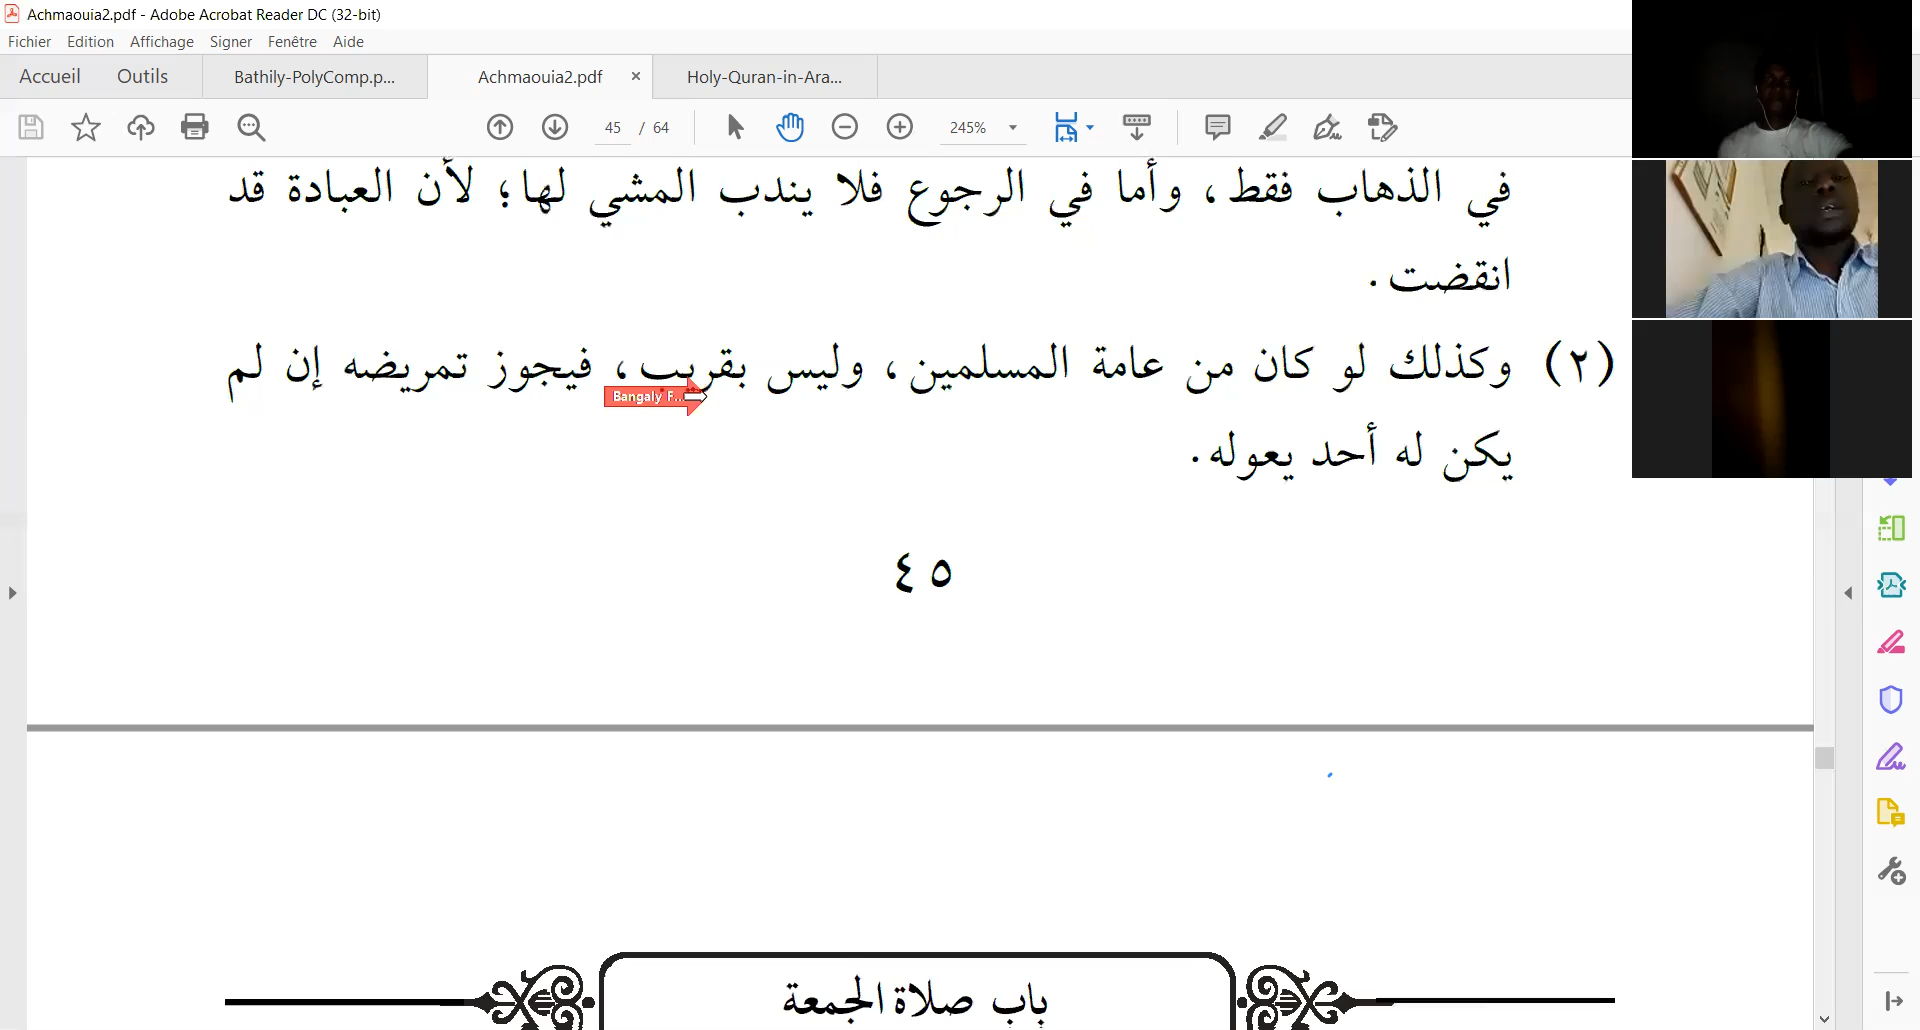 Achmaouia2.pdf - Adobe Acrobat Reader DC (32-bit)
Fichier Edition Affichage Signer Fenêtre Aide
Accueil Outils Bathily-PolyComp.p... Achmaouia2.pdf × Holy-Quran-in-Ara...
45 / 64 245%
في الذهاب فقط، وأما في الرجوع فلا يندب المشي لها؛ لأن العبادة قد
انقضت.
(٢) وكذلك لو كان من عامة المسلمين، وليس بقريب، فيجوز تمريضه إن لم
Bangaly F...
يكن له أحد يعوله.
٤٥
باب صلاة الجمعة